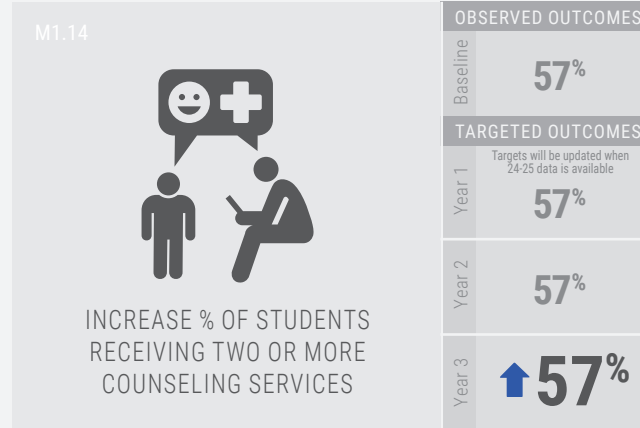 M1.14
INCREASE % OF STUDENTS
RECEIVING TWO OR MORE
COUNSELING SERVICES
OBSERVED OUTCOMES
Baseline
57%
TARGETED OUTCOMES
Targets will be updated when
24-25 data is available
Year 1
57%
Year 2
57%
Year 3
57%